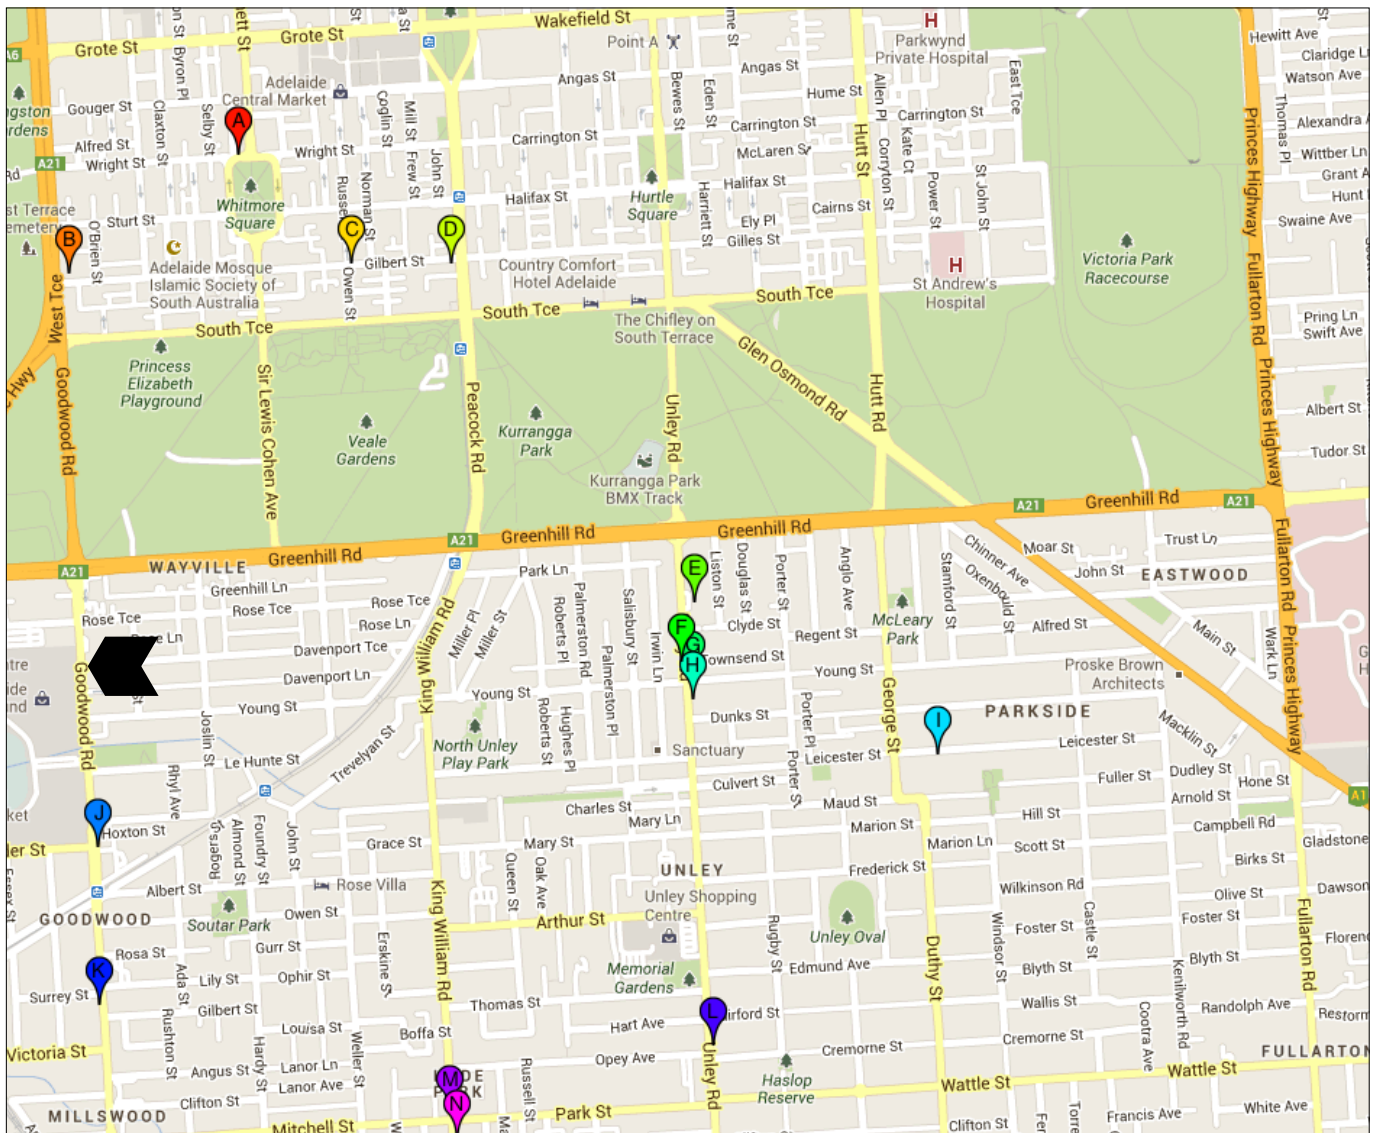 Wakefield St
Grote St
Grote St
A6
Byron Pl
Point A
H
Parkwynd
Private Hospital
Hewitt Ave
Watson Ave
Angas St
Angas St
East Tce
Adelaide
Central Market
Gouger St
Claxton St
Selby St
Coglin St
Mill St
Bewes St
Eden St
Hume St
Allen Pl
Carrington St
Thomas Pl
A
Alfred St
Wright St
Wright St
A21
Carrington St
Carrington St
McLaren St
Hutt St
Kate Ct
Corryton St
Princes Highway
Wittber Ln
Frew St
John St
Norman St
Whitmore
Square
Halifax St
Hurtle
Square
Halifax St
Harriett St
Ely Pl
Cairns St
Power St
St John St
Swaine Ave
O'Brien St
Sturt St
B
C
D
Gilles St
Gilbert St
Owen St
Adelaide Mosque
Islamic Society of
South Australia
Country Comfort
Hotel Adelaide
H
St Andrew's
Hospital
Victoria Park
Racecourse
Fullarton Rd
West Tce
South Tce
South Tce
South Tce
The Chifley on
South Terrace
Pring Ln
Swift Ave
Princess
Elizabeth
Playground
Goodwood Rd
Sir Lewis Cohen Ave
Veale
Gardens
Peacock Rd
Kurrangga
Park
Unley Rd
Glen Osmond Rd
Hutt Rd
Princes Highway
Albert St
Tudor St
Kurrangga Park
BMX Track
Greenhill Rd
Greenhill Rd
Greenhill Rd
Greenhill Rd
A21
A21
A21
A21
WAYVILLE
Greenhill Ln
Park Ln
Liston St
Douglas St
Porter St
Anglo Ave
Stamford St
Chinner Ave
Oxenbould St
Moar St
John St
Trust Ln
EASTWOOD
Fullarton Rd
E
Rose Tce
Rose Tce
Rose Ln
Davenport Tce
Davenport Ln
Young St
King William Rd
Miller Pl
Miller St
Roberts Pl
Palmerston Rd
Salisbury St
Palmerston Pl
Irwin Ln
F
G
H
Clyde St
Townsend St
Regent St
Young St
McLeary
Park
Alfred St
Main St
Wark Ln
Princes Highway
Proske Brown
Architects
Goodwood Rd
Joslin St
Young St
Roberts St
Hughes Pl
North Unley
Play Park
Dunks St
Porter Pl
George St
I
PARKSIDE
Leicester St
Leicester St
Macklin St
Sanctuary
Le Hunte St
Trevelyan St
Rhyl Ave
Culvert St
Porter St
Fuller St
Dudley St
Hone St
Arnold St
A1
J
Hoxton St
Rogers St
Almond St
Foundry St
John St
Charles St
Mary Ln
Maud St
Marion St
Hill St
Campbell Rd
Gladstone
Grace St
Mary St
Marion Ln
Scott St
Birks St
UNLEY
Frederick St
Albert St
Rose Villa
Queen St
Oak Ave
Unley Shopping
Centre
Wilkinson Rd
Olive St
Dawson
GOODWOOD
Soutar Park
Owen St
King William Rd
Arthur St
Rugby St
Unley Oval
Duthy St
Windsor St
Foster St
Castle St
Foster St
Fullarton Rd
Rosa St
Gurr St
Erskine St
K
Ada St
Lily St
Ophir St
Memorial
Gardens
Edmund Ave
Blyth St
Blyth St
Kenilworth Rd
Surrey St
Gilbert St
Thomas St
L
Wallis St
Randolph Ave
Rushton St
Louisa St
Boffa St
Hart Ave
Cremorne St
Cremorne St
Cootra Ave
Victoria St
Hardy St
Weller St
Opey Ave
Unley Rd
Haslop
Reserve
Wattle St
Wattle St
FULLARTON
Angus St
Lanor Ln
Lanor Ave
M
N
Russell St
MILLSWOOD
Clifton St
Mitchell St
Park St
Clifton St
Francis Ave
White Ave